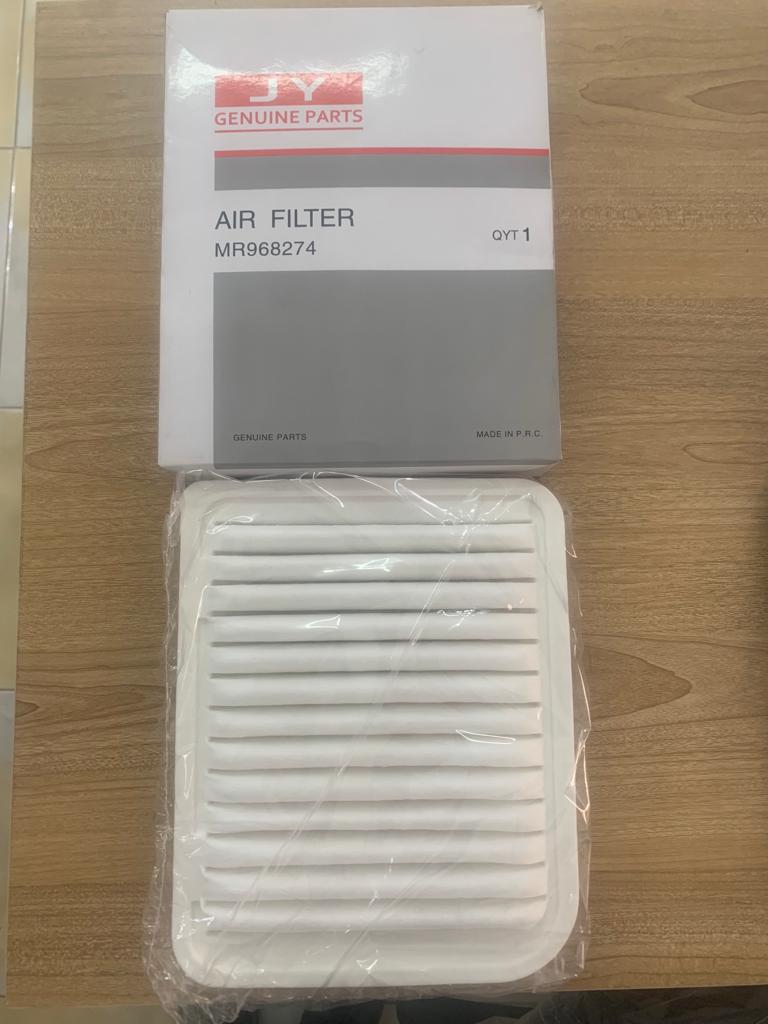 JY
GENUINE PARTS
AIR FILTER
MR968274
QYT 1
GENUINE PARTS
MADE IN P.R.C.